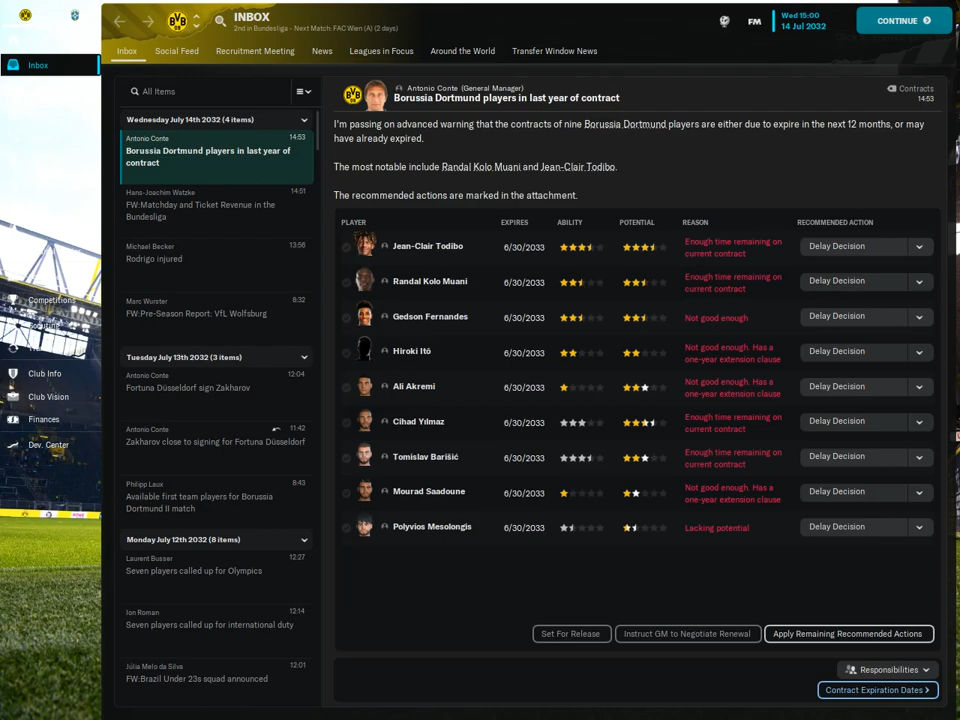 INBOX
2nd in Bundesliga - Next Match: FAC Wien (A) (2 days)
FM
Wed 15:00
14 Jul 2032
CONTINUE
Inbox
Social Feed
Recruitment Meeting
News
Leagues in Focus
Around the World
Transfer Window News
Inbox
Competitions
Club Info
Club Vision
Finances
Dev. Center
All Items
Wednesday July 14th 2032 (4 items)
Antonio Conte 14:53
Borussia Dortmund players in last year of
contract
Hans-Joachim Watzke 14:51
FW:Matchday and Ticket Revenue in the
Bundesliga
Michael Becker 13:56
Rodrigo injured
Marc Wurster 8:32
FW:Pre-Season Report: VfL Wolfsburg
Tuesday July 13th 2032 (3 items)
Antonio Conte 12:04
Fortuna Düsseldorf sign Zakharov
Antonio Conte 11:42
Zakharov close to signing for Fortuna Düsseldorf
Philipp Laux 8:43
Available first team players for Borussia
Dortmund II match
Monday July 12th 2032 (8 items)
Laurent Busser 12:27
Seven players called up for Olympics
Ion Roman 12:14
Seven players called up for international duty
Júlia Melo da Silva 12:01
FW:Brazil Under 23s squad announced
Antonio Conte (General Manager)
Borussia Dortmund players in last year of contract
Contracts
14:53
I'm passing on advanced warning that the contracts of nine Borussia Dortmund players are either due to expire in the next 12 months, or may
have already expired.
The most notable include Randal Kolo Muani and Jean-Clair Todibo.
The recommended actions are marked in the attachment.
PLAYER EXPIRES ABILITY POTENTIAL REASON RECOMMENDED ACTION
Jean-Clair Todibo 6/30/2033 Enough time remaining on
current contract Delay Decision
Randal Kolo Muani 6/30/2033 Enough time remaining on
current contract Delay Decision
Gedson Fernandes 6/30/2033 Not good enough Delay Decision
Hiroki Itō 6/30/2033 Not good enough. Has a
one-year extension clause Delay Decision
Ali Akremi 6/30/2033 Not good enough. Has a
one-year extension clause Delay Decision
Cihad Yılmaz 6/30/2033 Enough time remaining on
current contract Delay Decision
Tomislav Barišić 6/30/2033 Enough time remaining on
current contract Delay Decision
Mourad Saadoune 6/30/2033 Not good enough. Has a
one-year extension clause Delay Decision
Polyvios Mesolongis 6/30/2033 Lacking potential Delay Decision
Set For Release
Instruct GM to Negotiate Renewal
Apply Remaining Recommended Actions
Responsibilities
Contract Expiration Dates >